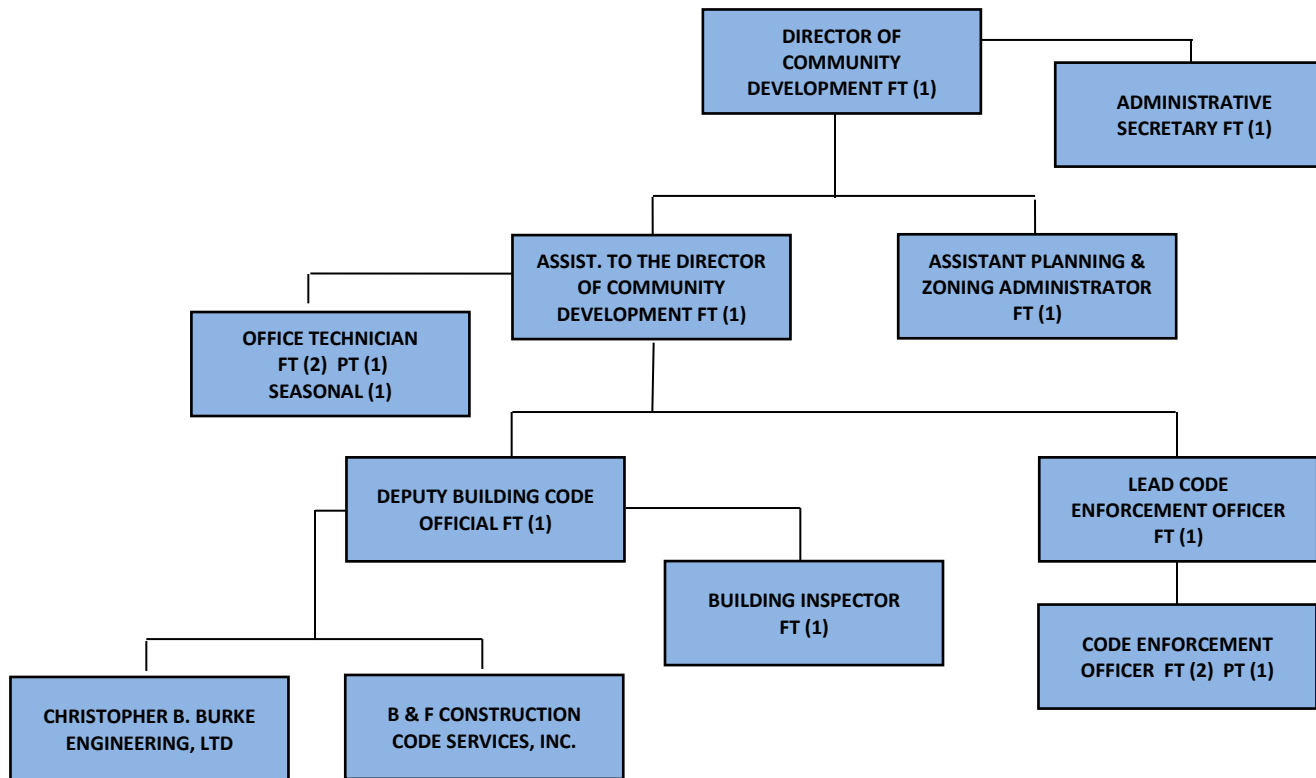 DIRECTOR OF
COMMUNITY
DEVELOPMENT FT (1)
ADMINISTRATIVE
SECRETARY FT (1)
ASSIST. TO THE DIRECTOR
OF COMMUNITY
DEVELOPMENT FT (1)
ASSISTANT PLANNING &
ZONING ADMINISTRATOR
FT (1)
OFFICE TECHNICIAN
FT (2) PT (1)
SEASONAL (1)
DEPUTY BUILDING CODE
OFFICIAL FT (1)
LEAD CODE
ENFORCEMENT OFFICER
FT (1)
BUILDING INSPECTOR
FT (1)
CODE ENFORCEMENT
OFFICER FT (2) PT (1)
CHRISTOPHER B. BURKE
ENGINEERING, LTD
B & F CONSTRUCTION
CODE SERVICES, INC.